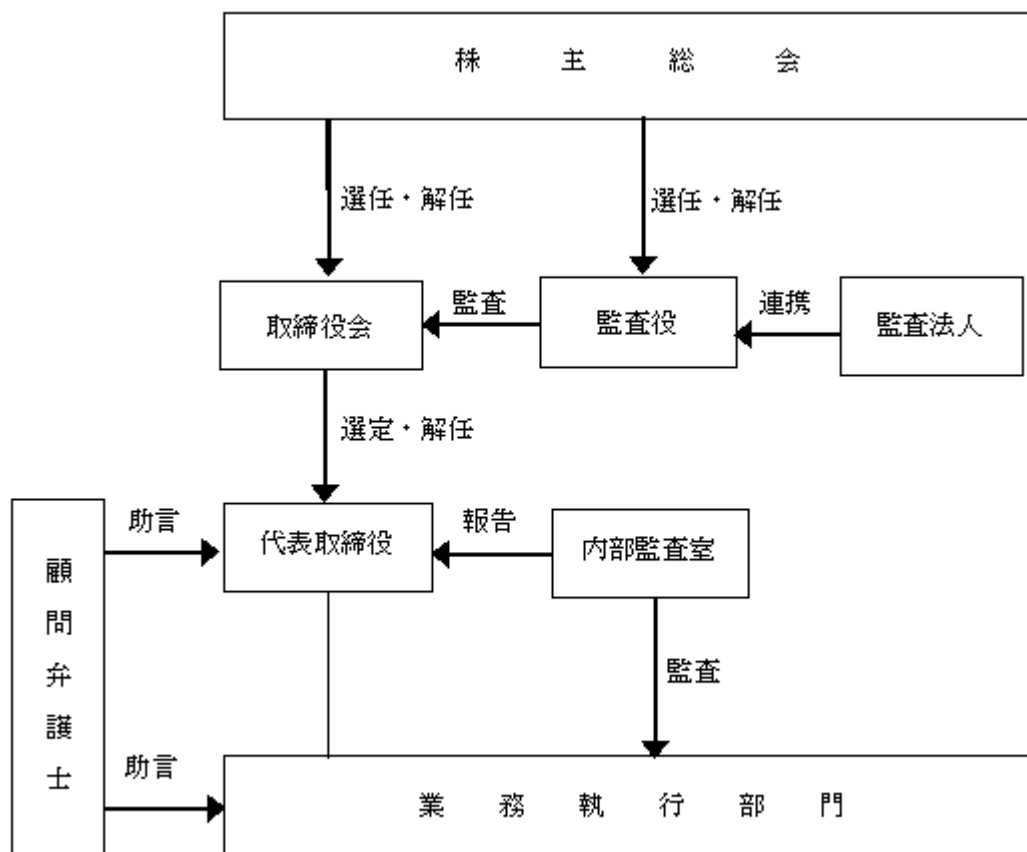 株主総会
選任・解任
選任・解任
取締役会
監査
監査役
連携
監査法人
選定・解任
顧問弁護士
助言
代表取締役
報告
内部監査室
監査
助言
業務執行部門